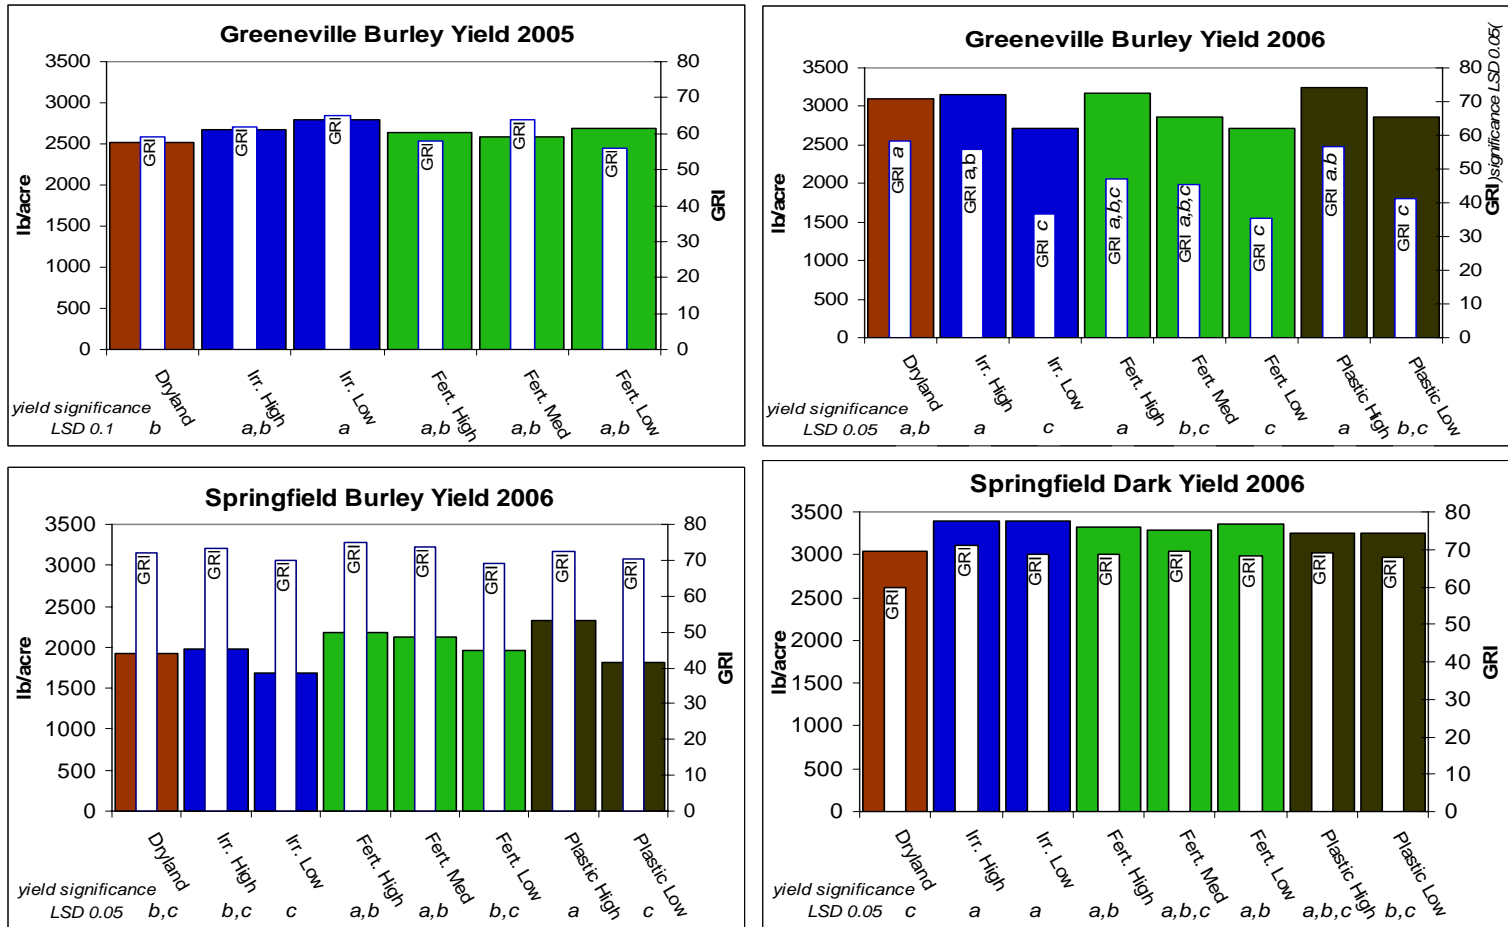 Greeneville Burley Yield 2005
3500
3000
2500
2000
1500
1000
500
0
lb/acre
80
70
60
50
40
30
20
10
0
GRI
GRI
GRI
GRI
GRI
GRI
GRI
Dryland
Irr. High
Irr. Low
Fert. High
Fert. Med
Fert. Low
yield significance
LSD 0.1 b a,b a a,b a,b a,b
Greeneville Burley Yield 2006
3500
3000
2500
2000
1500
1000
500
0
lb/acre
80
70
60
50
40
30
20
10
0
GRI )significance LSD 0.05(
GRI a
GRI a,b
GRI c
GRI a,b,c
GRI a,b,c
GRI c
GRI a.b
GRI c
Dryland
Irr. High
Irr. Low
Fert. High
Fert. Med
Fert. Low
Plastic High
Plastic Low
yield significance
LSD 0.05 a,b a c a b,c c a b,c
Springfield Burley Yield 2006
3500
3000
2500
2000
1500
1000
500
0
lb/acre
80
70
60
50
40
30
20
10
0
GRI
GRI
GRI
GRI
GRI
GRI
GRI
GRI
GRI
Dryland
Irr. High
Irr. Low
Fert. High
Fert. Med
Fert. Low
Plastic High
Plastic Low
yield significance
LSD 0.05 b,c b,c c a,b a,b b,c a c
Springfield Dark Yield 2006
3500
3000
2500
2000
1500
1000
500
0
lb/acre
80
70
60
50
40
30
20
10
0
GRI
GRI
GRI
GRI
GRI
GRI
GRI
GRI
GRI
Dryland
Irr. High
Irr. Low
Fert. High
Fert. Med
Fert. Low
Plastic High
Plastic Low
yield significance
LSD 0.05 c a a a,b a,b,c a,b a,b,c b,c